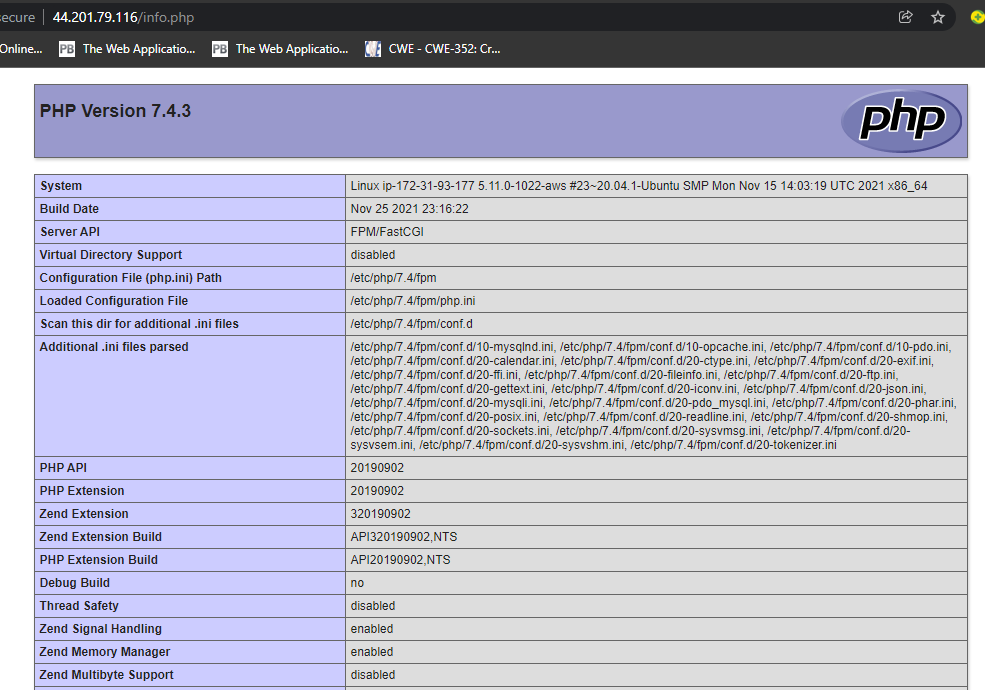 ecure 44.201.79.116/info.php
Online... PB The Web Applicatio... PB The Web Applicatio... CWE - CWE-352: Cr...
PHP Version 7.4.3 php
System Linux ip-172-31-93-177 5.11.0-1022-aws #23~20.04.1-Ubuntu SMP Mon Nov 15 14:03:19 UTC 2021 x86_64
Build Date Nov 25 2021 23:16:22
Server API FPM/FastCGI
Virtual Directory Support disabled
Configuration File (php.ini) Path /etc/php/7.4/fpm
Loaded Configuration File /etc/php/7.4/fpm/php.ini
Scan this dir for additional .ini files /etc/php/7.4/fpm/conf.d
Additional .ini files parsed /etc/php/7.4/fpm/conf.d/10-mysqlnd.ini, /etc/php/7.4/fpm/conf.d/10-opcache.ini, /etc/php/7.4/fpm/conf.d/10-pdo.ini,
/etc/php/7.4/fpm/conf.d/20-calendar.ini, /etc/php/7.4/fpm/conf.d/20-ctype.ini, /etc/php/7.4/fpm/conf.d/20-exif.ini,
/etc/php/7.4/fpm/conf.d/20-ffi.ini, /etc/php/7.4/fpm/conf.d/20-fileinfo.ini, /etc/php/7.4/fpm/conf.d/20-ftp.ini,
/etc/php/7.4/fpm/conf.d/20-gettext.ini, /etc/php/7.4/fpm/conf.d/20-iconv.ini, /etc/php/7.4/fpm/conf.d/20-json.ini,
/etc/php/7.4/fpm/conf.d/20-mysqli.ini, /etc/php/7.4/fpm/conf.d/20-pdo_mysql.ini, /etc/php/7.4/fpm/conf.d/20-phar.ini,
/etc/php/7.4/fpm/conf.d/20-posix.ini, /etc/php/7.4/fpm/conf.d/20-readline.ini, /etc/php/7.4/fpm/conf.d/20-shmop.ini,
/etc/php/7.4/fpm/conf.d/20-sockets.ini, /etc/php/7.4/fpm/conf.d/20-sysvmsg.ini, /etc/php/7.4/fpm/conf.d/20-
sysvsem.ini, /etc/php/7.4/fpm/conf.d/20-sysvshm.ini, /etc/php/7.4/fpm/conf.d/20-tokenizer.ini
PHP API 20190902
PHP Extension 20190902
Zend Extension 320190902
Zend Extension Build API320190902,NTS
PHP Extension Build API20190902,NTS
Debug Build no
Thread Safety disabled
Zend Signal Handling enabled
Zend Memory Manager enabled
Zend Multibyte Support disabled